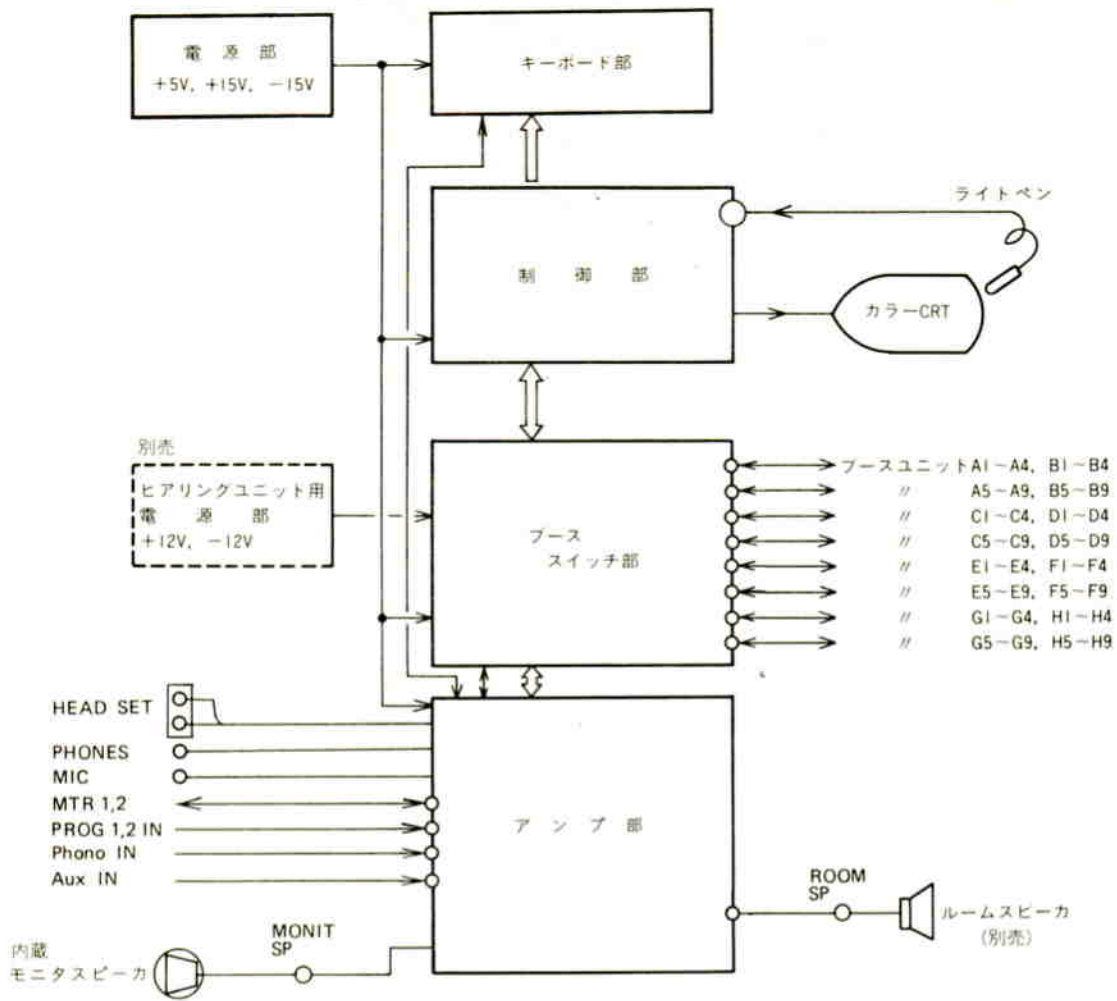 電源部
+5V, +15V, -15V
キーボード部
ライトペン
制御部
カラーCRT
別売
ヒアリングユニット用
電源部
+12V, -12V
ブース
スイッチ部
ブースユニットA1~A4, B1~B4
〃 A5~A9, B5~B9
〃 C1~C4, D1~D4
〃 C5~C9, D5~D9
〃 E1~E4, F1~F4
〃 E5~E9, F5~F9
〃 G1~G4, H1~H4
〃 G5~G9, H5~H9
HEAD SET
PHONES
MIC
MTR 1,2
PROG 1,2 IN
Phono IN
Aux IN
アンプ部
ROOM
SP
ルームスピーカ
(別売)
MONIT
SP
内蔵
モニタスピーカ